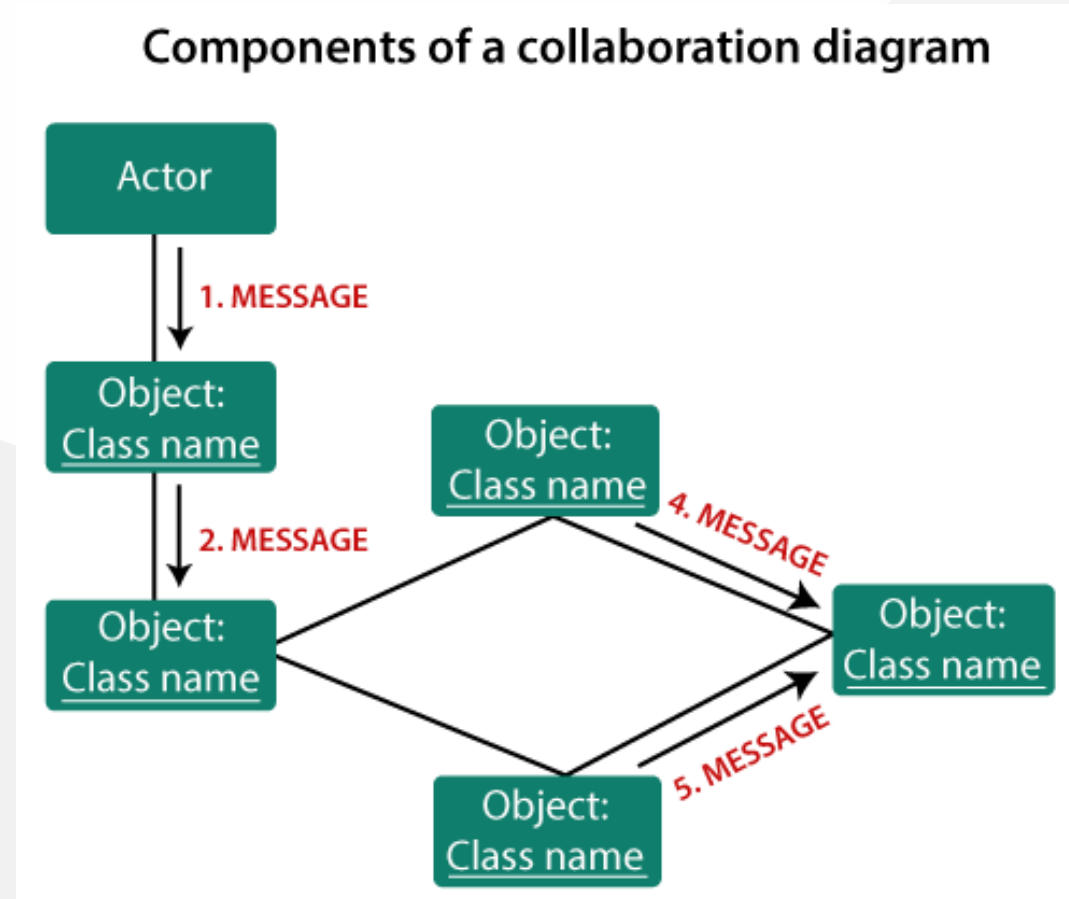 Components of a collaboration diagram
Actor
1. MESSAGE
Object:
Class name
2. MESSAGE
Object:
Class name
Object:
Class name
4. MESSAGE
Object:
Class name
5. MESSAGE
Object:
Class name